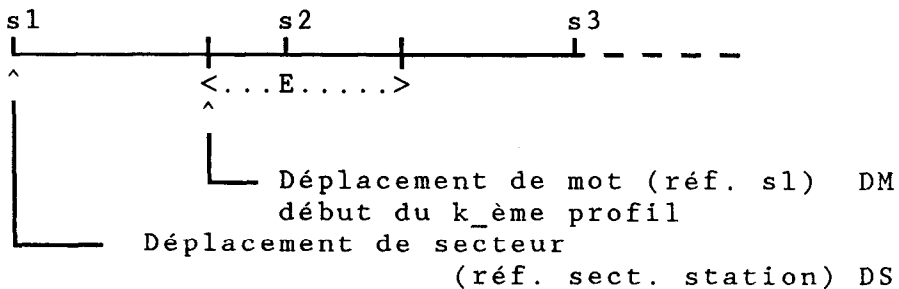 s1 s2 s3
<...E.....>
Déplacement de mot (réf. s1) DM
début du k_ème profil
Déplacement de secteur
(réf. sect. station) DS